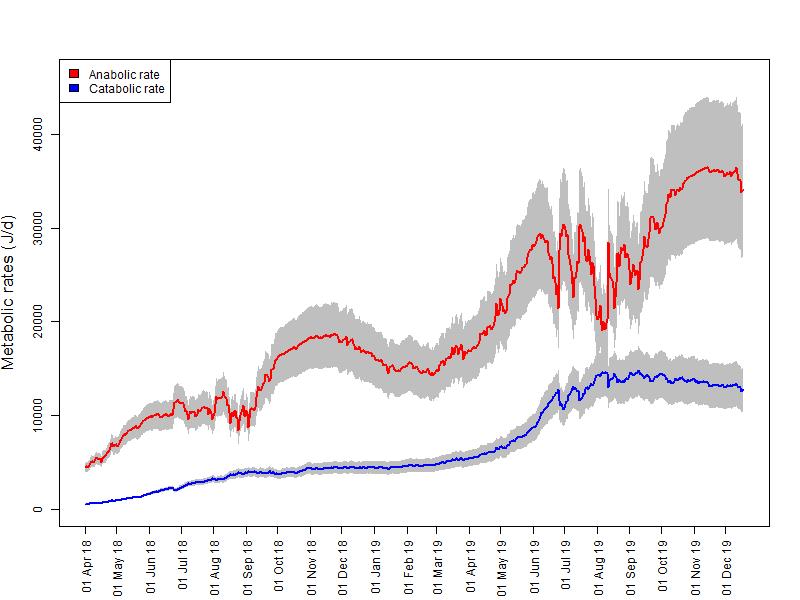 Anabolic rate
Catabolic rate
Metabolic rates (J/d)
40000
30000
20000
10000
0
01 Apr 18
01 May 18
01 Jun 18
01 Jul 18
01 Aug 18
01 Sep 18
01 Oct 18
01 Nov 18
01 Dec 18
01 Jan 19
01 Feb 19
01 Mar 19
01 Apr 19
01 May 19
01 Jun 19
01 Jul 19
01 Aug 19
01 Sep 19
01 Oct 19
01 Nov 19
01 Dec 19